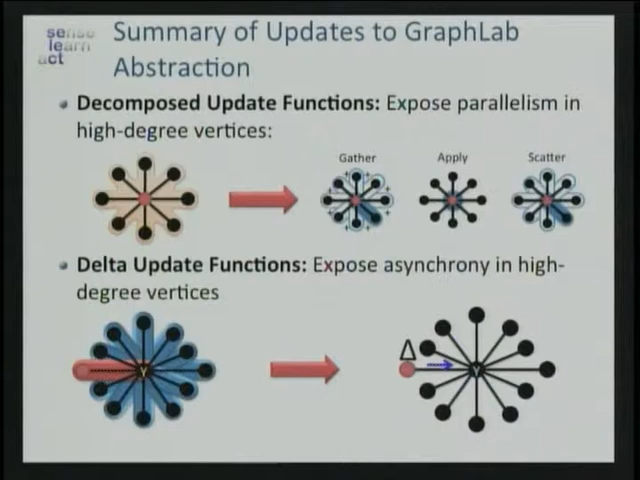 sense
learn
act
Summary of Updates to GraphLab
Abstraction
• Decomposed Update Functions: Expose parallelism in
high-degree vertices:
Gather Apply Scatter
• Delta Update Functions: Expose asynchrony in high-
degree vertices
Y
Δ
Y